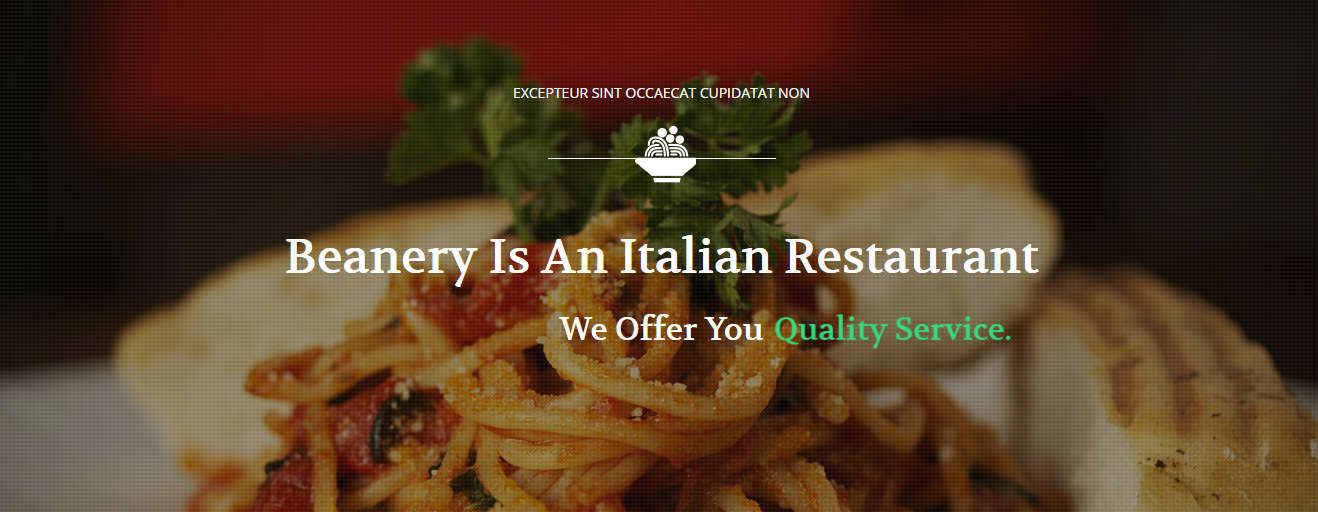 EXCEPTEUR SINT OCCAECAT CUPIDATAT NON
Beanery Is An Italian Restaurant
We Offer You Quality Service.